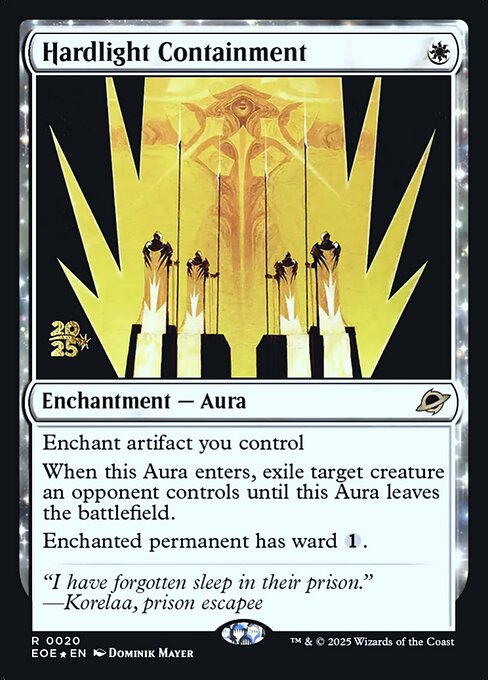 Hardlight Containment
20
25
Enchantment — Aura
Enchant artifact you control
When this Aura enters, exile target creature
an opponent controls until this Aura leaves
the battlefield.
Enchanted permanent has ward 1.
“I have forgotten sleep in their prison.”
—Korelaa, prison escapee
R 0020
EOE★EN Dominik Mayer
™ & © 2025 Wizards of the Coast